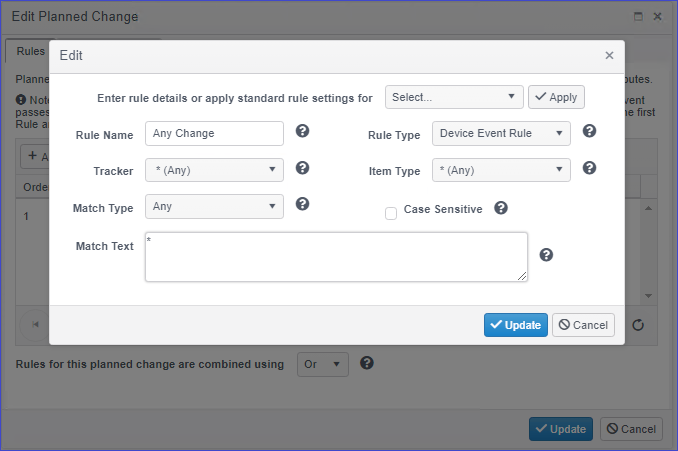 Edit Planned Change
Rules
Edit
Planne
butes.
Enter rule details or apply standard rule settings for Select... Apply
Note
vent
passes
e first
Rule an
Rule Name Any Change Rule Type Device Event Rule
Tracker * (Any) Item Type * (Any)
Order
Match Type Any Case Sensitive
1
Match Text *
Update Cancel
Rules for this planned change are combined using Or
Update Cancel